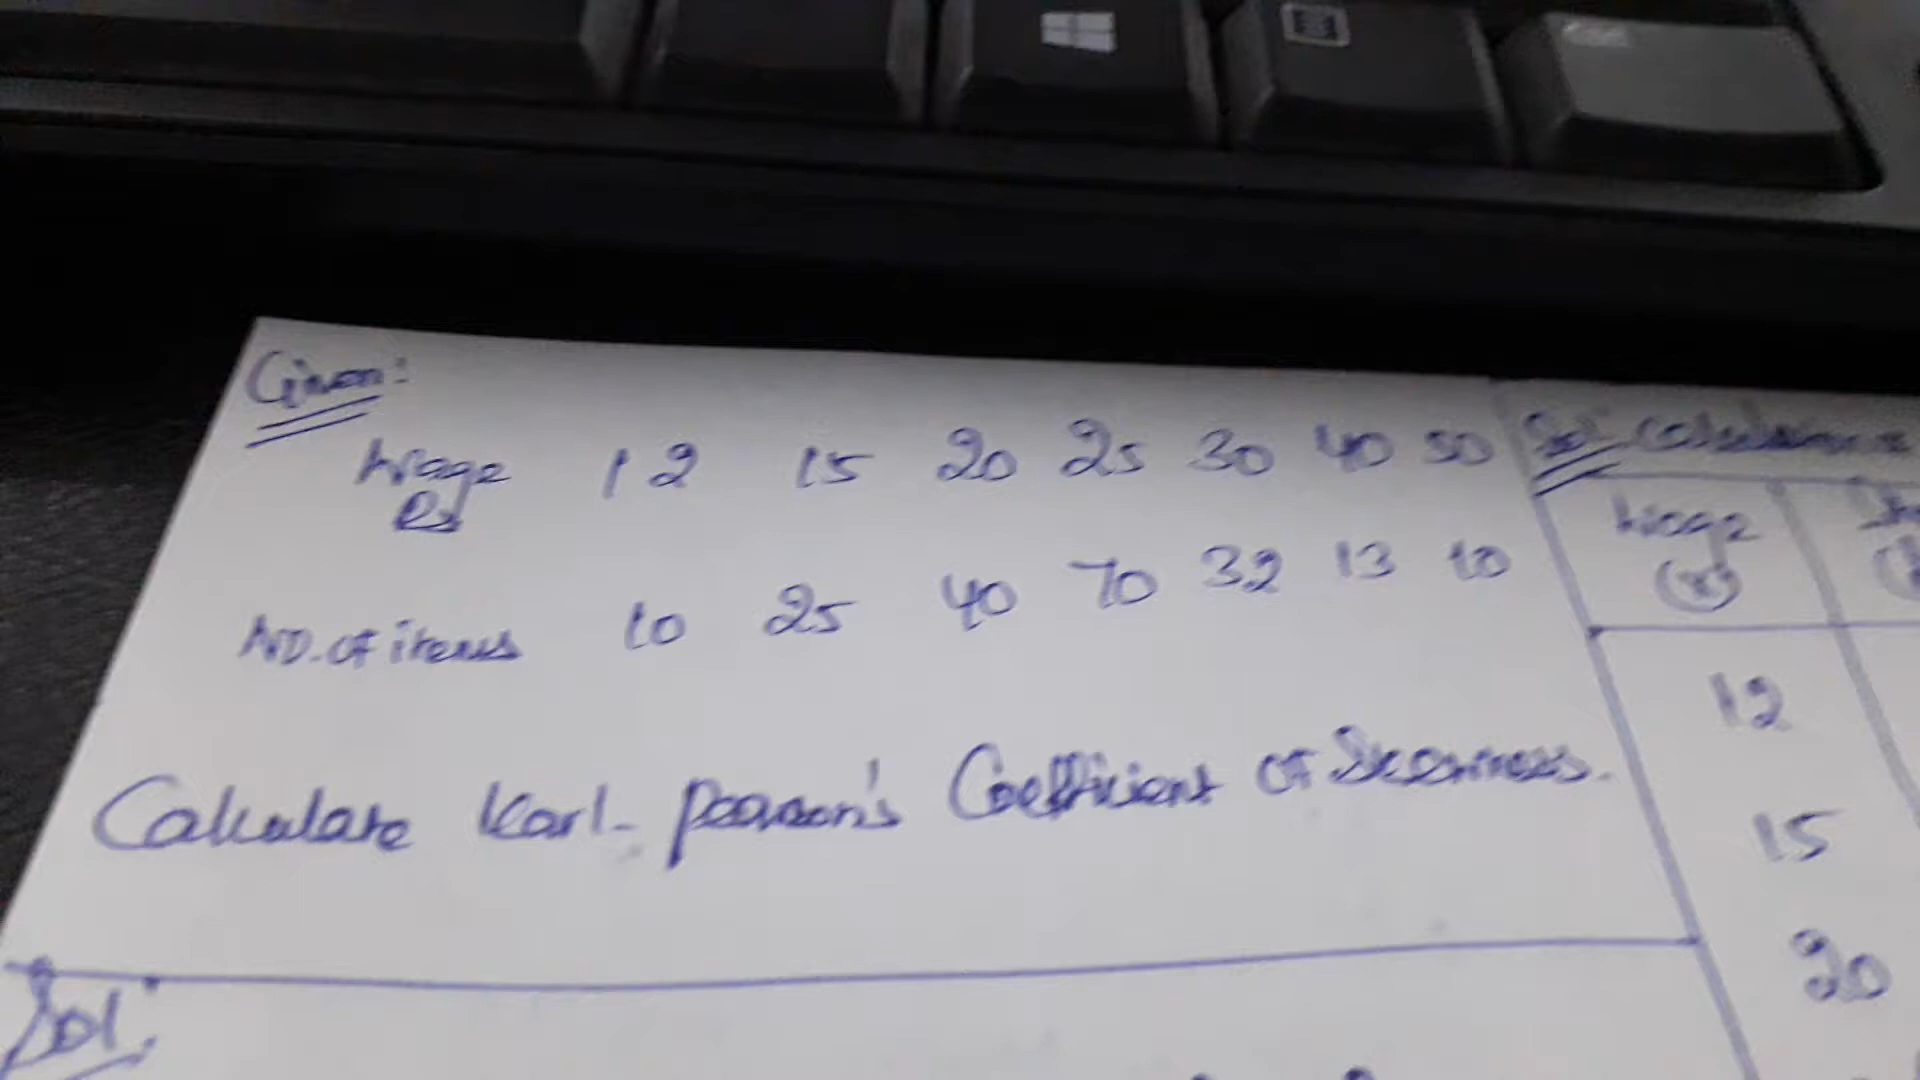 Given:
Wage 12 15 20 25 30 40 50
Rs
No. of items 10 25 40 70 32 13 10
Calculate Karl-pearson's Coefficient of Skewness.
Sol:
Sol:
Wage
(x)
12
15
20